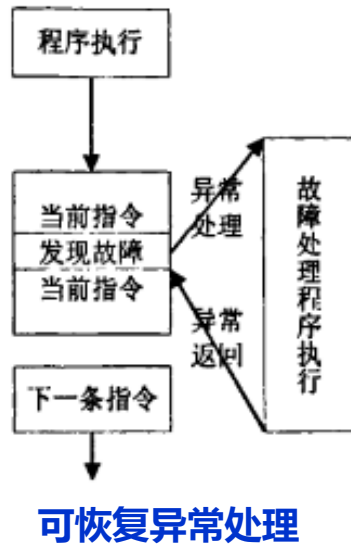 程序执行
当前指令
发现故障
当前指令
异常
处理
异常
返回
故障处理程序执行
下一条指令
可恢复异常处理